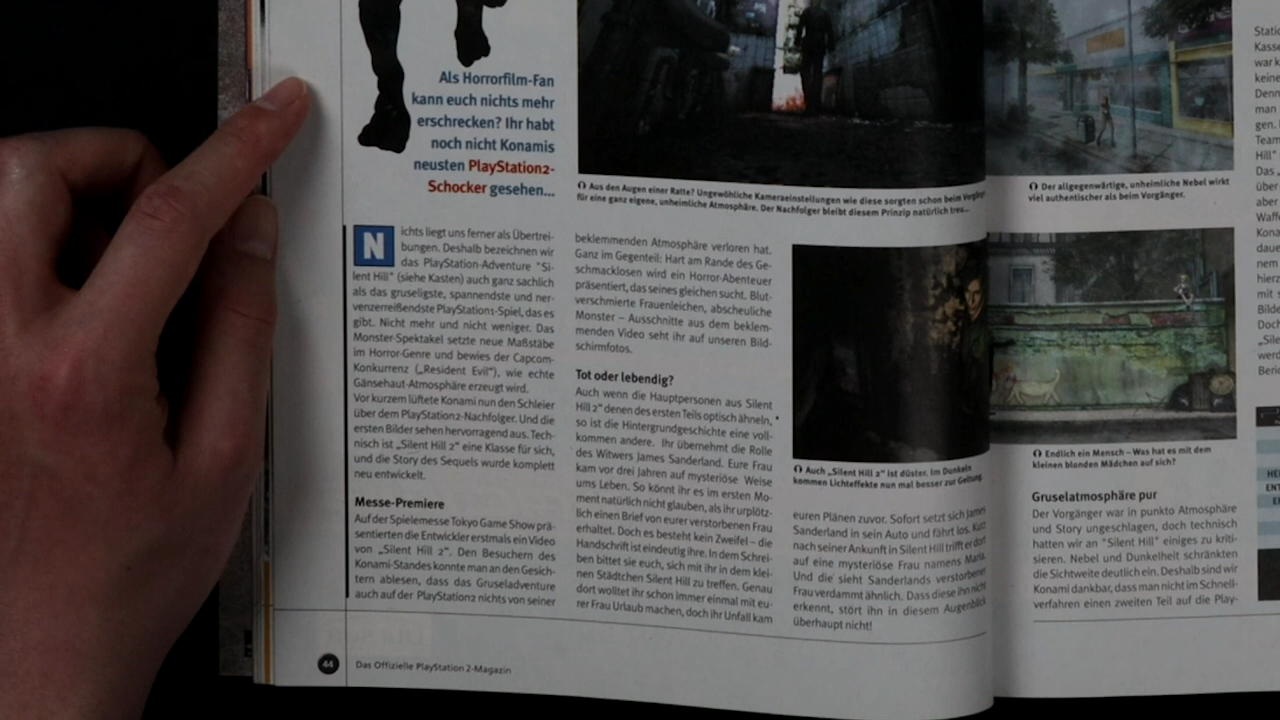 Als Horrorfilm-Fan
kann euch nichts mehr
erschrecken? Ihr habt
noch nicht Konamis
neusten PlayStation2-
Schocker gesehen...
Aus den Augen einer Ratte? Ungewöhliche Kameraeinstellungen wie diese sorgten schon beim Vorgänger
für eine ganz eigene, unheimliche Atmosphäre. Der Nachfolger bleibt diesem Prinzip natürlich treu...
Nichts liegt uns ferner als Übertrei-
bungen. Deshalb bezeichnen wir
das PlayStation-Adventure "Si-
lent Hill" (siehe Kasten) auch ganz sachlich
als das gruseligste, spannendste und ner-
venzerreißendste PlayStation1-Spiel, das es
gibt. Nicht mehr und nicht weniger. Das
Monster-Spektakel setzte neue Maßstäbe
im Horror-Genre und bewies der Capcom-
Konkurrenz („Resident Evil"), wie echte
Gänsehaut-Atmosphäre erzeugt wird.
Vor kurzem lüftete Konami nun den Schleier
über dem PlayStation2-Nachfolger. Und die
ersten Bilder sehen hervorragend aus. Tech-
nisch ist „Silent Hill 2" eine Klasse für sich,
und die Story des Sequels wurde komplett
neu entwickelt.
Messe-Premiere
Auf der Spielemesse Tokyo Game Show prä-
sentierten die Entwickler erstmals ein Video
von „Silent Hill 2". Den Besuchern des
Konami-Standes konnte man an den Gesich-
tern ablesen, dass das Gruseladventure
auch auf der PlayStation2 nichts von seiner
beklemmenden Atmosphäre verloren hat.
Ganz im Gegenteil: Hart am Rande des Ge-
schmacklosen wird ein Horror-Abenteuer
präsentiert, das seines gleichen sucht. Blut-
verschmierte Frauenleichen, abscheuliche
Monster – Ausschnitte aus dem beklem-
menden Video seht ihr auf unseren Bild-
schirmfotos.
Tot oder lebendig?
Auch wenn die Hauptpersonen aus Silent
Hill 2" denen des ersten Teils optisch ähneln,
so ist die Hintergrundgeschichte eine voll-
kommen andere. Ihr übernehmt die Rolle
des Witwers James Sanderland. Eure Frau
kam vor drei Jahren auf mysteriöse Weise
ums Leben. So könnt ihr es im ersten Mo-
ment natürlich nicht glauben, als ihr urplötz-
lich einen Brief von eurer verstorbenen Frau
erhaltet. Doch es besteht kein Zweifel – die
Handschrift ist eindeutig ihre. In dem Schrei-
ben bittet sie euch, sich mit ihr in dem klei-
nen Städtchen Silent Hill zu treffen. Genau
dort wolltet ihr schon immer einmal mit eu-
rer Frau Urlaub machen, doch ihr Unfall kam
Auch „Silent Hill 2" ist düster. Im Dunkeln
kommen Lichteffekte nun mal besser zur Geltung.
euren Plänen zuvor. Sofort setzt sich James
Sanderland in sein Auto und fährt los. Kurz
nach seiner Ankunft in Silent Hill trifft er dort
auf eine mysteriöse Frau namens Maria.
Und die sieht Sanderlands verstorbener
Frau verdammt ähnlich. Dass diese ihn nicht
erkennt, stört ihn in diesem Augenblick
überhaupt nicht!
Der allgegenwärtige, unheimliche Nebel wirkt
viel authentischer als beim Vorgänger.
Endlich ein Mensch – Was hat es mit dem
kleinen blonden Mädchen auf sich?
Gruselatmosphäre pur
Der Vorgänger war in punkto Atmosphäre
und Story ungeschlagen, doch technisch
hatten wir an "Silent Hill" einiges zu kriti-
sieren. Nebel und Dunkelheit schränkten
die Sichtweite deutlich ein. Deshalb sind wir
Konami dankbar, dass man nicht im Schnell-
verfahren einen zweiten Teil auf die Play-
44
Das Offizielle PlayStation 2-Magazin